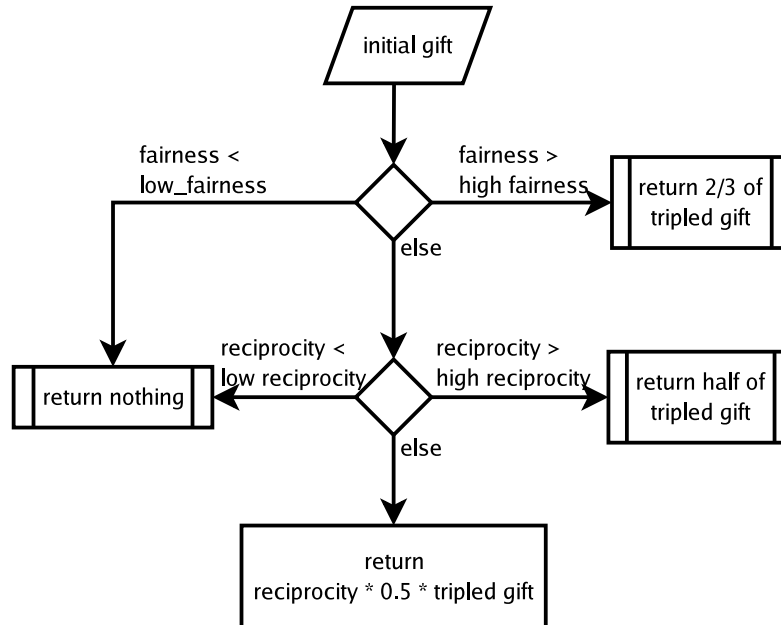 initial gift
fairness <
low_fairness
fairness >
high fairness
return 2/3 of
tripled gift
else
reciprocity <
low reciprocity
reciprocity >
high reciprocity
return nothing
return half of
tripled gift
else
return
reciprocity * 0.5 * tripled gift